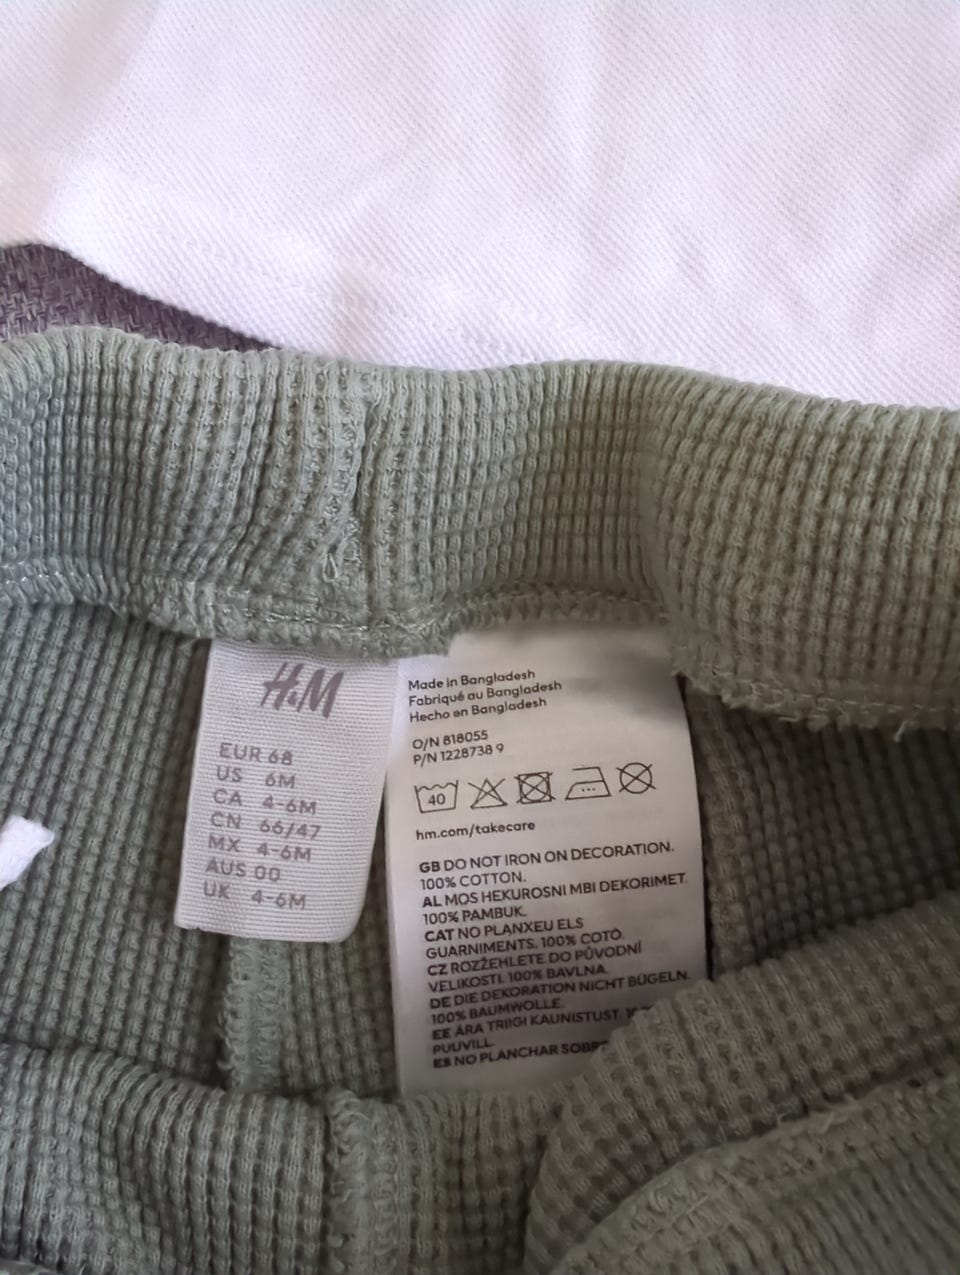 H&M
EUR 68
US 6M
CA 4-6M
CN 66/47
MX 4-6M
AUS 00
UK 4-6M
Made in Bangladesh
Fabriqué au Bangladesh
Hecho en Bangladesh
O/N 818055
P/N 1228738 9
40
hm.com/takecare
GB DO NOT IRON ON DECORATION.
100% COTTON.
AL MOS HEKUROSNI MBI DEKORIMET.
100% PAMBUK.
CAT NO PLANXEU ELS
GUARNIMENTS. 100% COTÓ.
CZ ROZŽEHLETE DO PŮVODNÍ
VELIKOSTI. 100% BAVLNA.
DE DIE DEKORATION NICHT BÜGELN.
100% BAUMWOLLE.
EE ÄRA TRIIGI KAUNISTUST.
PUUVILL
ES NO PLANCHAR